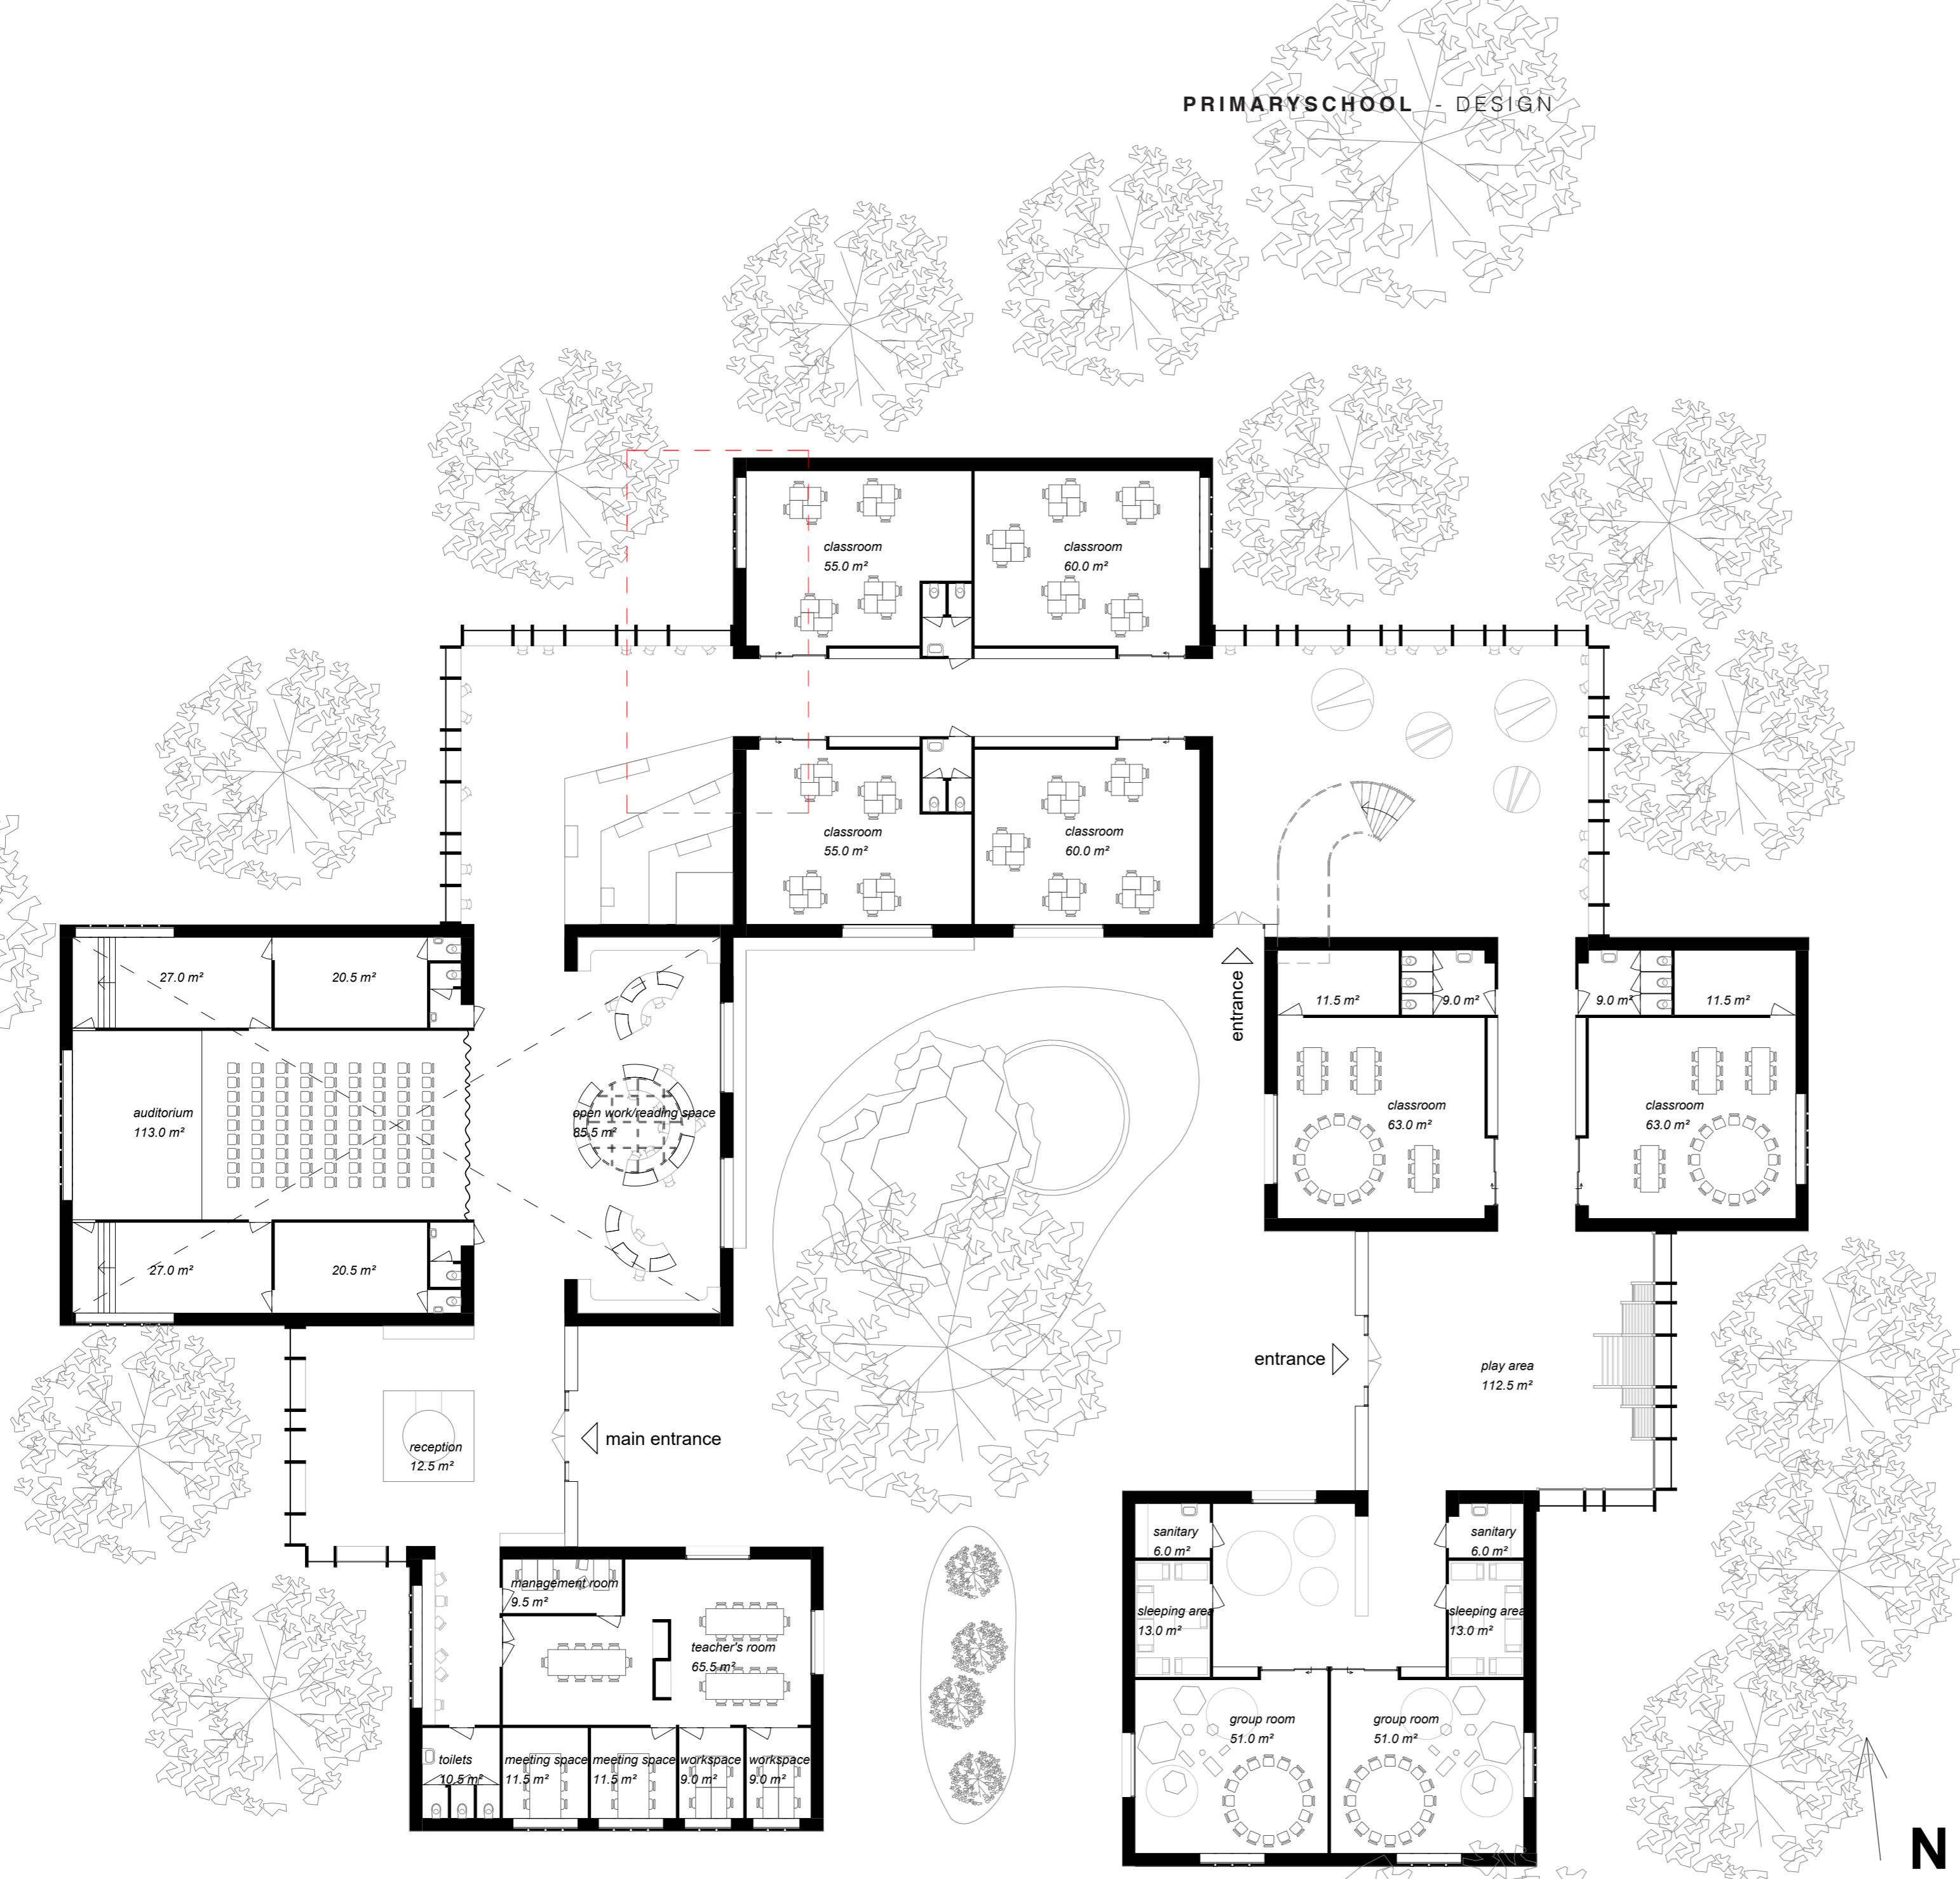 PRIMARYSCHOOL - DESIGN
classroom
55.0 m²
classroom
60.0 m²
classroom
55.0 m²
classroom
60.0 m²
27.0 m²
20.5 m²
auditorium
113.0 m²
27.0 m²
20.5 m²
open work/reading space
85.5 m²
entrance
11.5 m²
9.0 m²
9.0 m²
11.5 m²
classroom
63.0 m²
classroom
63.0 m²
entrance
play area
112.5 m²
main entrance
reception
12.5 m²
management room
9.5 m²
teacher's room
65.5 m²
toilets
10.5 m²
meeting space
11.5 m²
meeting space
11.5 m²
workspace
9.0 m²
workspace
9.0 m²
sanitary
6.0 m²
sanitary
6.0 m²
sleeping area
13.0 m²
sleeping area
13.0 m²
group room
51.0 m²
group room
51.0 m²
N